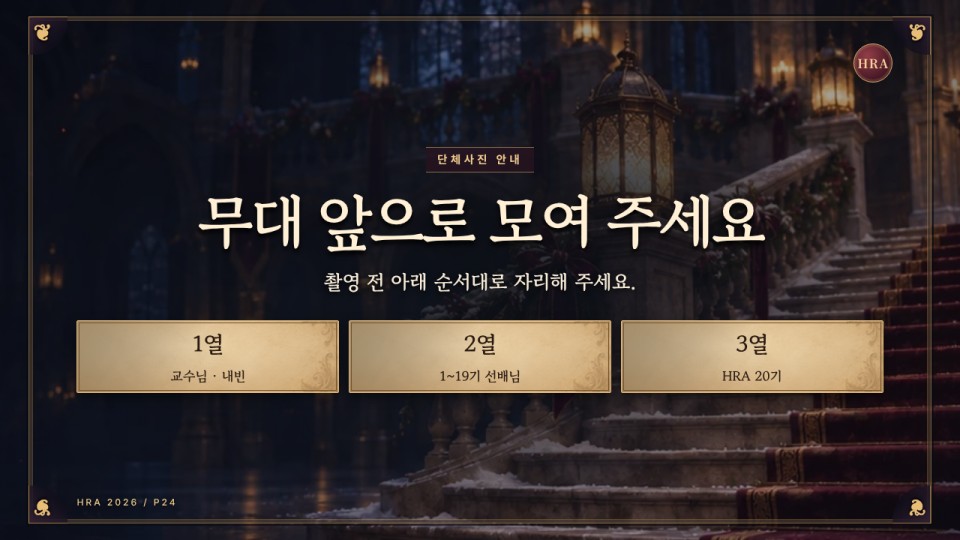 HRA
단체사진 안내
무대 앞으로 모여 주세요
촬영 전 아래 순서대로 자리해 주세요.
1열
교수님 · 내빈
2열
1~19기 선배님
3열
HRA 20기
HRA 2026 / P24